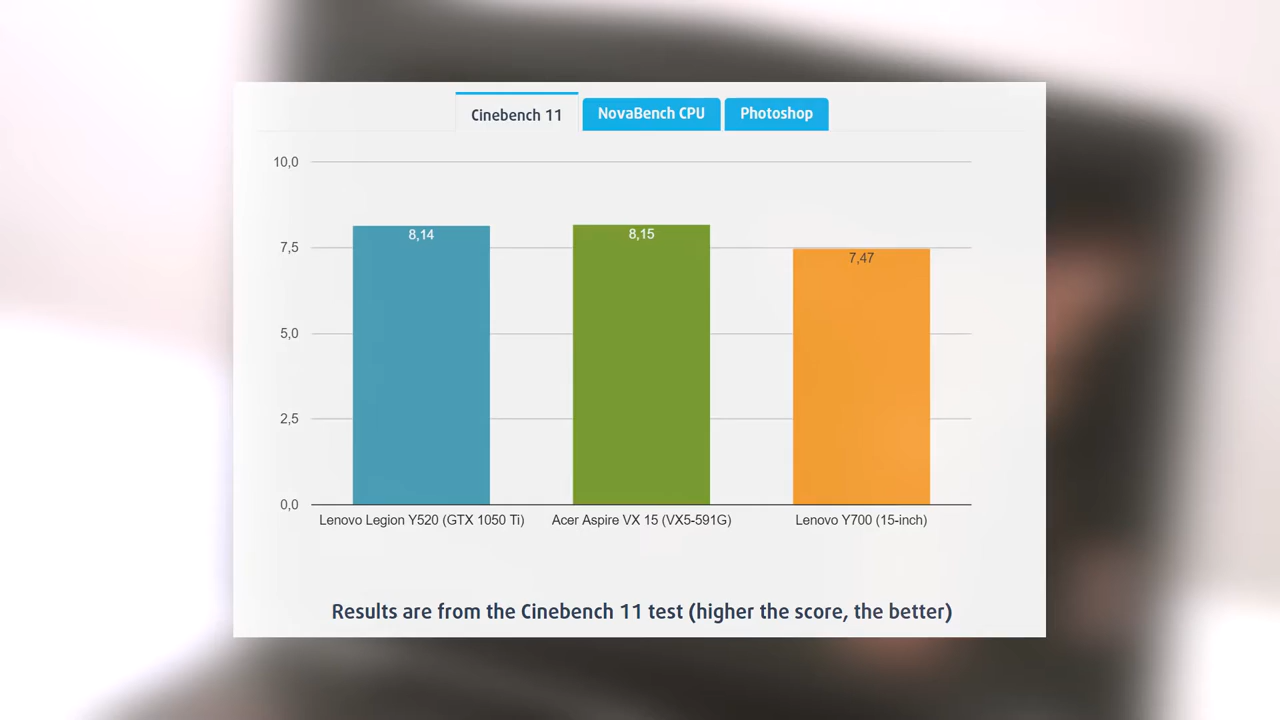 Cinebench 11
NovaBench CPU
Photoshop
10,0
7,5
5,0
2,5
0,0
8,14
8,15
7,47
Lenovo Legion Y520 (GTX 1050 Ti)
Acer Aspire VX 15 (VX5-591G)
Lenovo Y700 (15-inch)
Results are from the Cinebench 11 test (higher the score, the better)